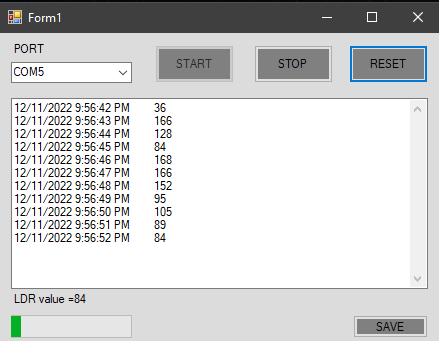 Form1
PORT
COM5
START
STOP
RESET
12/11/2022 9:56:42 PM 36
12/11/2022 9:56:43 PM 166
12/11/2022 9:56:44 PM 128
12/11/2022 9:56:45 PM 84
12/11/2022 9:56:46 PM 168
12/11/2022 9:56:47 PM 166
12/11/2022 9:56:48 PM 152
12/11/2022 9:56:49 PM 95
12/11/2022 9:56:50 PM 105
12/11/2022 9:56:51 PM 89
12/11/2022 9:56:52 PM 84
LDR value =84
SAVE